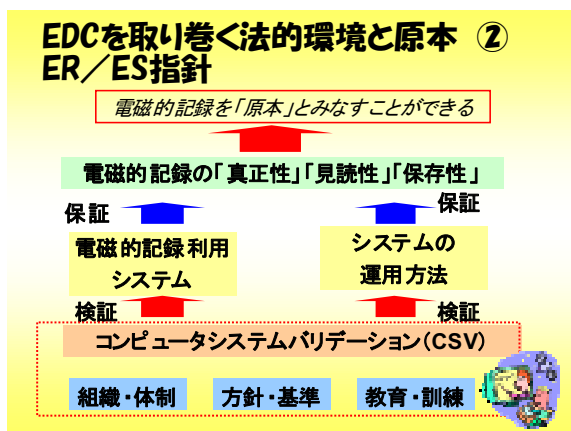 EDCを取り巻く法的環境と原本 ②
ER／ES指針
電磁的記録を「原本」とみなすことができる
電磁的記録の「真正性」「見読性」「保存性」
保証
保証
電磁的記録利用
システム
システムの
運用方法
検証
検証
コンピュータシステムバリデーション（CSV）
組織・体制
方針・基準
教育・訓練